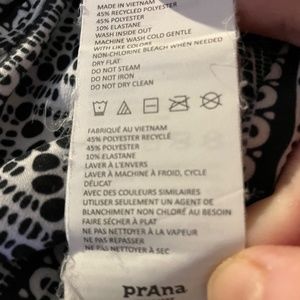 MADE IN VIETNAM
45% RECYCLED POLYESTER
45% POLYESTER
10% ELASTANE
WASH INSIDE OUT
MACHINE WASH COLD GENTLE
WITH LIKE COLORS
NON-CHLORINE BLEACH WHEN NEEDED
DRY FLAT
DO NOT STEAM
DO NOT IRON
DO NOT DRY CLEAN
FABRIQUÉ AU VIETNAM
45% POLYESTER RECYCLÉ
45% POLYESTER
10% ELASTANE
LAVER À L'ENVERS
LAVER À MACHINE À FROID, CYCLE
DÉLICAT
AVEC DES COULEURS SIMILAIRES
UTILISER SEULEMENT UN AGENT DE
BLANCHIMENT NON CHLORÉ AU BESOIN
FAIRE SÉCHER À PLAT
NE PAS NETTOYER À LA VAPEUR
NE PAS REPASSER
NE PAS NETTOYER À SEC
prAna